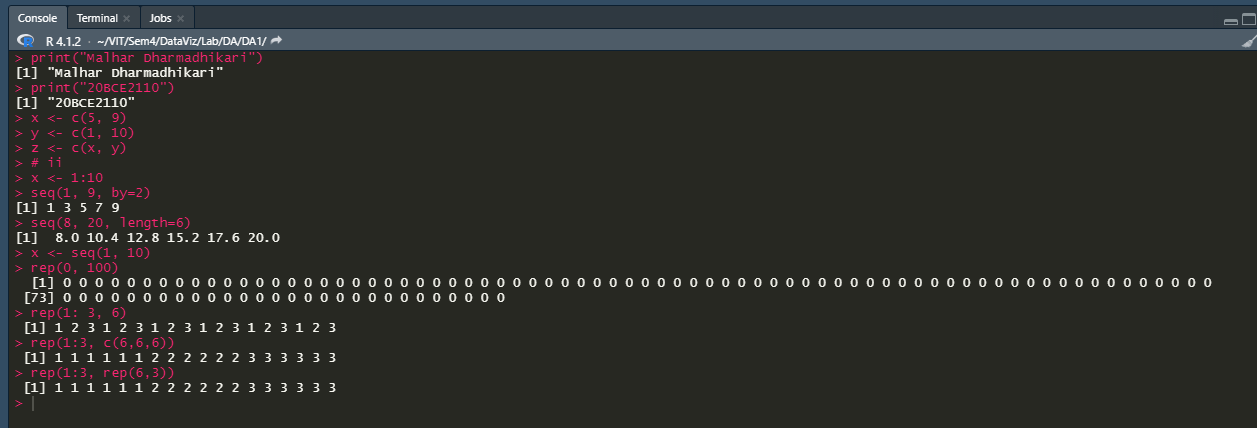 Console Terminal × Jobs ×
R 4.1.2 · ~/VIT/Sem4/DataViz/Lab/DA/DA1/
> print("Malhar Dharmadhikari")
[1] "Malhar Dharmadhikari"
> print("20BCE2110")
[1] "20BCE2110"
> x <- c(5, 9)
> y <- c(1, 10)
> z <- c(x, y)
> # ii
> x <- 1:10
> seq(1, 9, by=2)
[1] 1 3 5 7 9
> seq(8, 20, length=6)
[1]  8.0 10.4 12.8 15.2 17.6 20.0
> x <- seq(1, 10)
> rep(0, 100)
[1] 0 0 0 0 0 0 0 0 0 0 0 0 0 0 0 0 0 0 0 0 0 0 0 0 0 0 0 0 0 0 0 0 0 0 0 0 0 0 0 0 0 0 0 0 0 0 0 0 0 0 0 0 0 0 0 0 0 0 0 0 0 0 0 0 0 0 0 0 0 0 0 0
[73] 0 0 0 0 0 0 0 0 0 0 0 0 0 0 0 0 0 0 0 0 0 0 0 0 0 0 0 0
> rep(1: 3, 6)
[1] 1 2 3 1 2 3 1 2 3 1 2 3 1 2 3 1 2 3
> rep(1:3, c(6,6,6))
[1] 1 1 1 1 1 1 2 2 2 2 2 2 3 3 3 3 3 3
> rep(1:3, rep(6,3))
[1] 1 1 1 1 1 1 2 2 2 2 2 2 3 3 3 3 3 3
>